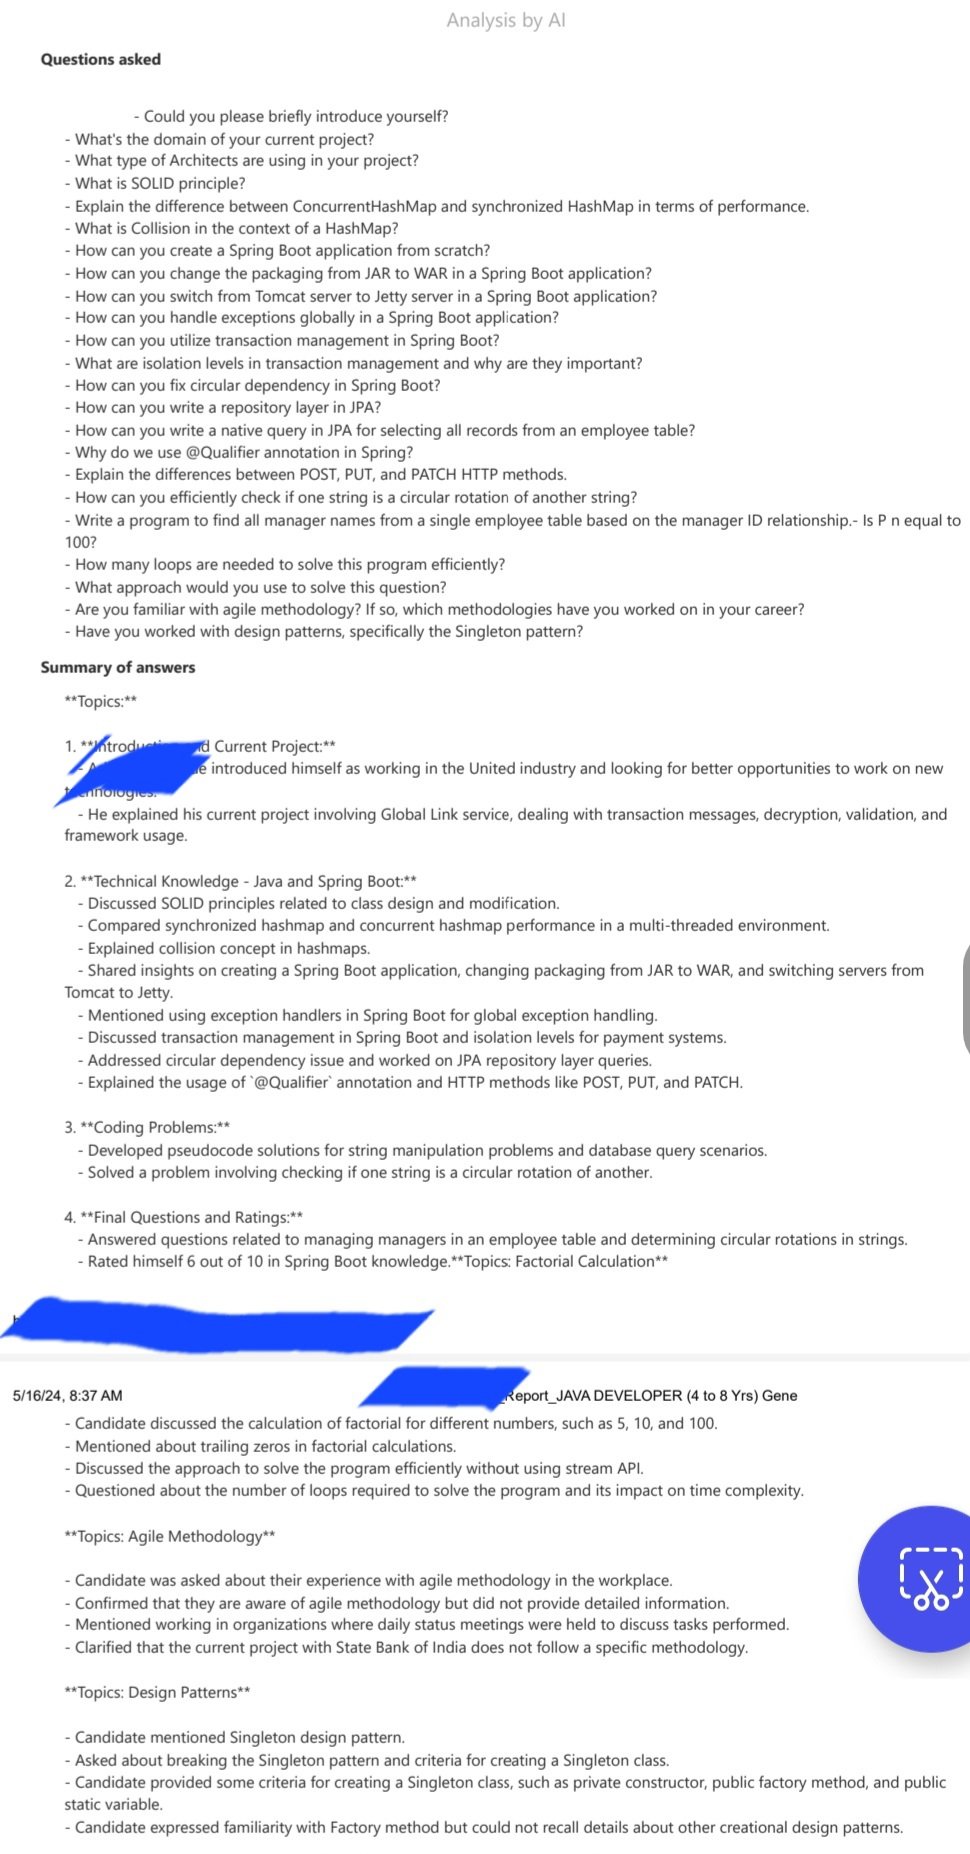 Analysis by AI
Questions asked
- Could you please briefly introduce yourself?
- What's the domain of your current project?
- What type of Architects are using in your project?
- What is SOLID principle?
- Explain the difference between ConcurrentHashMap and synchronized HashMap in terms of performance.
- What is Collision in the context of a HashMap?
- How can you create a Spring Boot application from scratch?
- How can you change the packaging from JAR to WAR in a Spring Boot application?
- How can you switch from Tomcat server to Jetty server in a Spring Boot application?
- How can you handle exceptions globally in a Spring Boot application?
- How can you utilize transaction management in Spring Boot?
- What are isolation levels in transaction management and why are they important?
- How can you fix circular dependency in Spring Boot?
- How can you write a repository layer in JPA?
- How can you write a native query in JPA for selecting all records from an employee table?
- Why do we use @Qualifier annotation in Spring?
- Explain the differences between POST, PUT, and PATCH HTTP methods.
- How can you efficiently check if one string is a circular rotation of another string?
- Write a program to find all manager names from a single employee table based on the manager ID relationship.- Is P n equal to
100?
- How many loops are needed to solve this program efficiently?
- What approach would you use to solve this question?
- Are you familiar with agile methodology? If so, which methodologies have you worked on in your career?
- Have you worked with design patterns, specifically the Singleton pattern?
Summary of answers
**Topics:**
1. ** Current Project:**
introduced himself as working in the United industry and looking for better opportunities to work on new
- He explained his current project involving Global Link service, dealing with transaction messages, decryption, validation, and
framework usage.
2. **Technical Knowledge - Java and Spring Boot:**
- Discussed SOLID principles related to class design and modification.
- Compared synchronized hashmap and concurrent hashmap performance in a multi-threaded environment.
- Explained collision concept in hashmaps.
- Shared insights on creating a Spring Boot application, changing packaging from JAR to WAR, and switching servers from
Tomcat to Jetty.
- Mentioned using exception handlers in Spring Boot for global exception handling.
- Discussed transaction management in Spring Boot and isolation levels for payment systems.
- Addressed circular dependency issue and worked on JPA repository layer queries.
- Explained the usage of `@Qualifier` annotation and HTTP methods like POST, PUT, and PATCH.
3. **Coding Problems:**
- Developed pseudocode solutions for string manipulation problems and database query scenarios.
- Solved a problem involving checking if one string is a circular rotation of another.
4. **Final Questions and Ratings:**
- Answered questions related to managing managers in an employee table and determining circular rotations in strings.
- Rated himself 6 out of 10 in Spring Boot knowledge.**Topics: Factorial Calculation**
5/16/24, 8:37 AM
_Report_JAVA DEVELOPER (4 to 8 Yrs) Gene
- Candidate discussed the calculation of factorial for different numbers, such as 5, 10, and 100.
- Mentioned about trailing zeros in factorial calculations.
- Discussed the approach to solve the program efficiently without using stream API.
- Questioned about the number of loops required to solve the program and its impact on time complexity.
**Topics: Agile Methodology**
- Candidate was asked about their experience with agile methodology in the workplace.
- Confirmed that they are aware of agile methodology but did not provide detailed information.
- Mentioned working in organizations where daily status meetings were held to discuss tasks performed.
- Clarified that the current project with State Bank of India does not follow a specific methodology.
**Topics: Design Patterns**
- Candidate mentioned Singleton design pattern.
- Asked about breaking the Singleton pattern and criteria for creating a Singleton class.
- Candidate provided some criteria for creating a Singleton class, such as private constructor, public factory method, and public
static variable.
- Candidate expressed familiarity with Factory method but could not recall details about other creational design patterns.